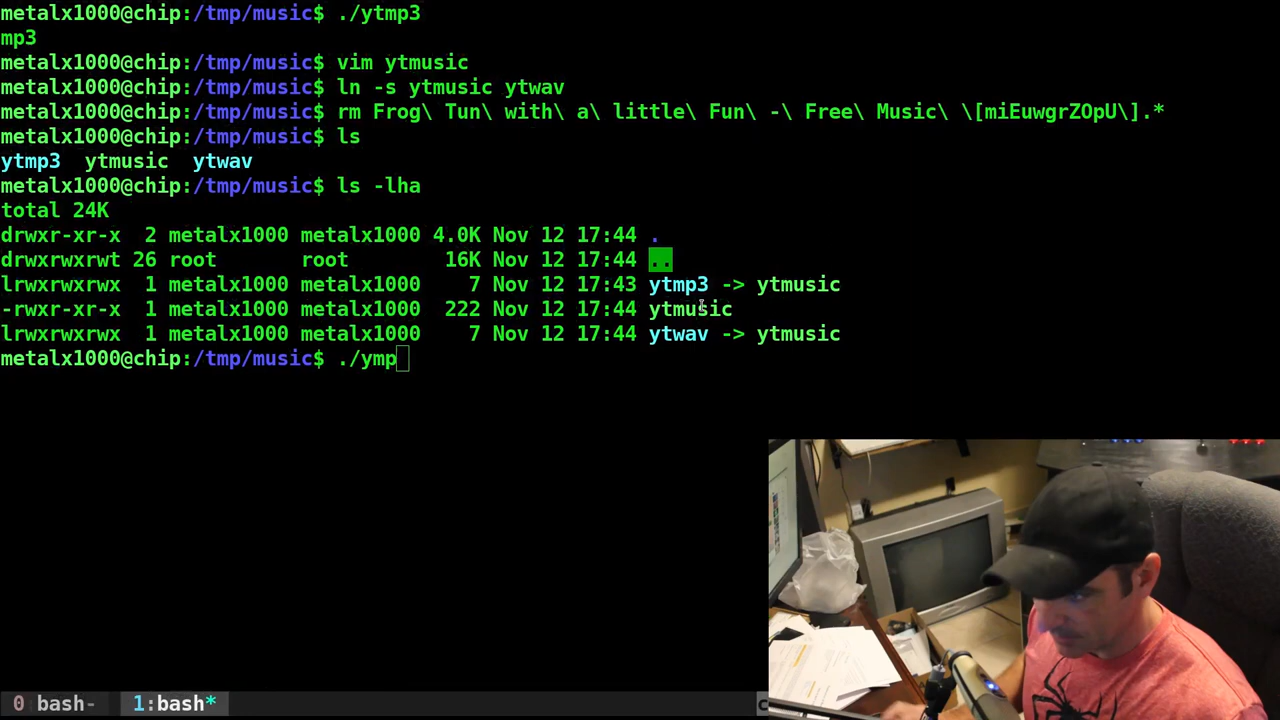 metalx1000@chip:/tmp/music$ ./ytmp3
mp3
metalx1000@chip:/tmp/music$ vim ytmusic
metalx1000@chip:/tmp/music$ ln -s ytmusic ytwav
metalx1000@chip:/tmp/music$ rm Frog\ Tun\ with\ a\ little\ Fun\ -\ Free\ Music\ \[miEuwgrZOpU\].*
metalx1000@chip:/tmp/music$ ls
ytmp3  ytmusic  ytwav
metalx1000@chip:/tmp/music$ ls -lha
total 24K
drwxr-xr-x  2 metalx1000 metalx1000 4.0K Nov 12 17:44 .
drwxrwxrwt 26 root       root        16K Nov 12 17:44 ..
lrwxrwxrwx  1 metalx1000 metalx1000    7 Nov 12 17:43 ytmp3 -> ytmusic
-rwxr-xr-x  1 metalx1000 metalx1000  222 Nov 12 17:44 ytmusic
lrwxrwxrwx  1 metalx1000 metalx1000    7 Nov 12 17:44 ytwav -> ytmusic
metalx1000@chip:/tmp/music$ ./ymp
0 bash-  1:bash*